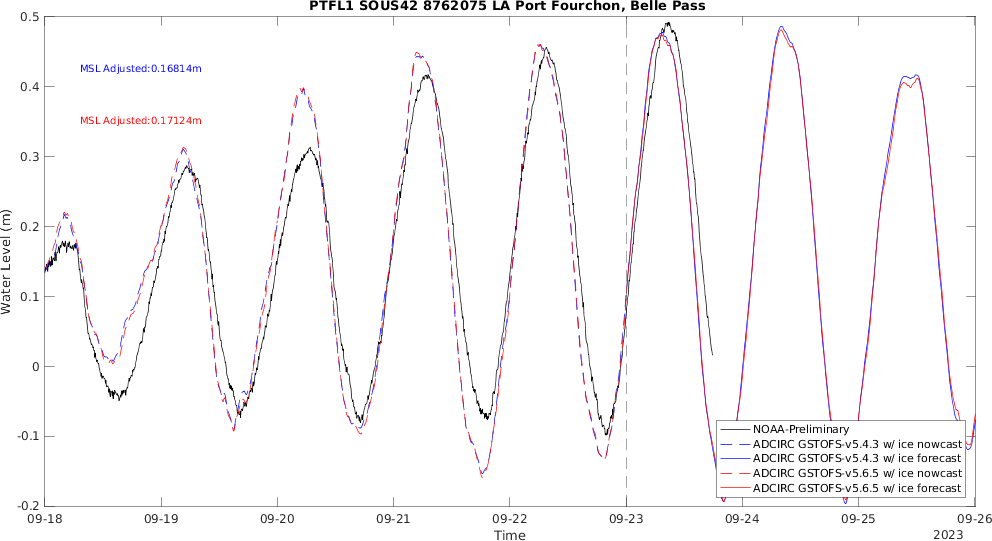 PTFL1 SOUS42 8762075 LA Port Fourchon, Belle Pass
0.5
0.4
0.3
0.2
0.1
0
-0.1
-0.2
Water Level (m)
MSL Adjusted:0.16814m
MSL Adjusted:0.17124m
NOAA-Preliminary
ADCIRC GSTOFS-v5.4.3 w/ ice nowcast
ADCIRC GSTOFS-v5.4.3 w/ ice forecast
ADCIRC GSTOFS-v5.6.5 w/ ice nowcast
ADCIRC GSTOFS-v5.6.5 w/ ice forecast
09-18 09-19 09-20 09-21 09-22 09-23 09-24 09-25 09-26
Time
2023